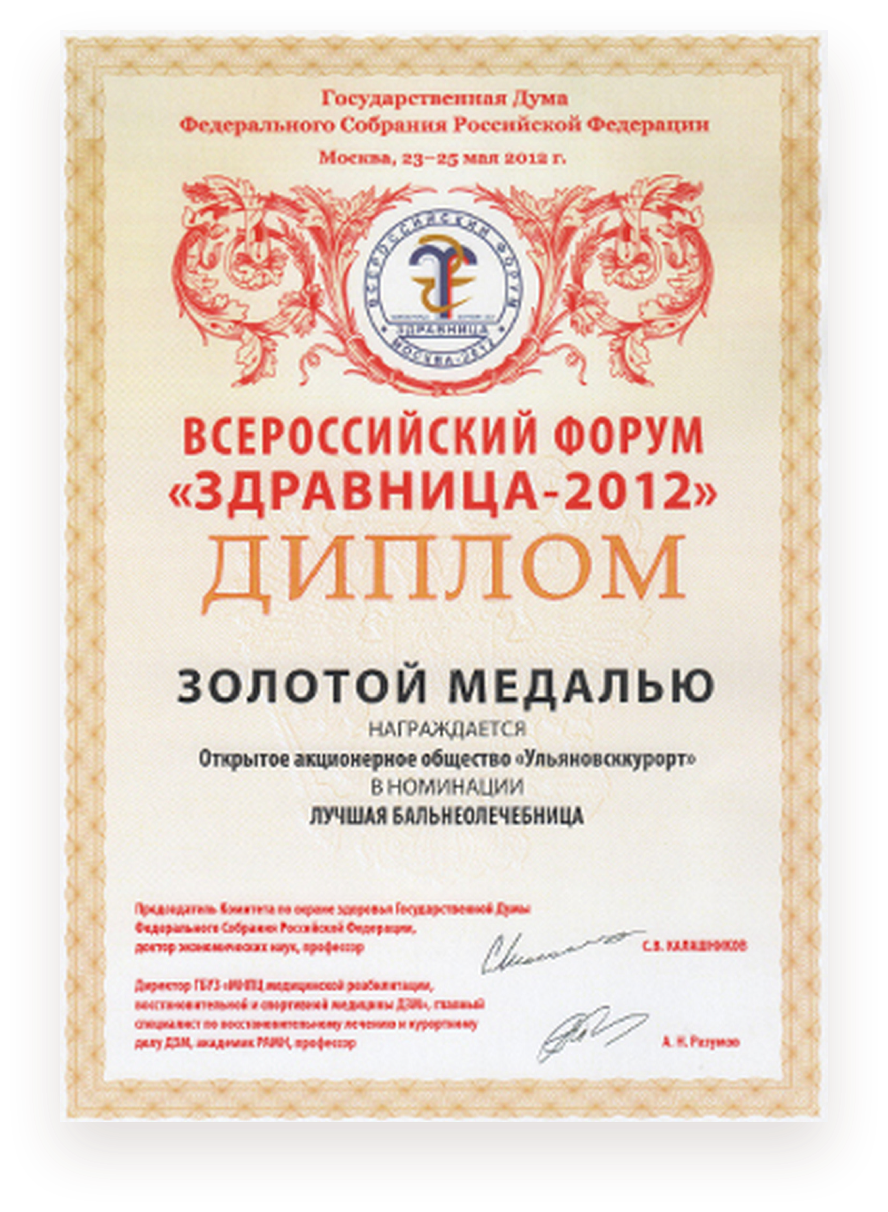 Государственная Дума
Федерального Собрания Российской Федерации
Москва, 23–25 мая 2012 г.
ВСЕРОССИЙСКИЙ ФОРУМ
ЗДРАВНИЦА
МОСКВА-2012
ВСЕРОССИЙСКИЙ ФОРУМ
«ЗДРАВНИЦА-2012»
ДИПЛОМ
ЗОЛОТОЙ МЕДАЛЬЮ
НАГРАЖДАЕТСЯ
Открытое акционерное общество «Ульяновсккурорт»
В НОМИНАЦИИ
ЛУЧШАЯ БАЛЬНЕОЛЕЧЕБНИЦА
Председатель Комитета по охране здоровья Государственной Думы
Федерального Собрания Российской Федерации,
доктор экономических наук, профессор
С.В. КАЛАШНИКОВ
Директор ГБУЗ «МНПЦ медицинской реабилитации,
восстановительной и спортивной медицины ДЗМ», главный
специалист по восстановительному лечению и курортному
делу ДЗМ, академик РАМН, профессор
А. Н. Разумов